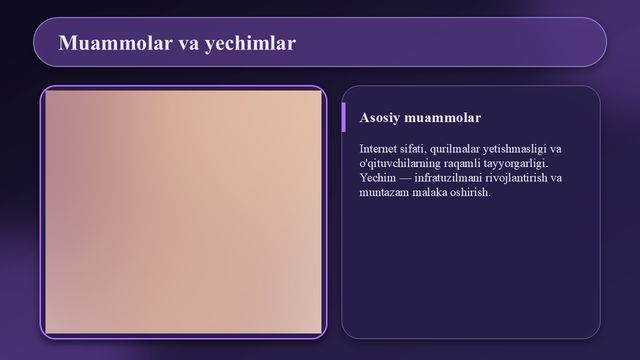 Muammolar va yechimlar
Asosiy muammolar
Internet sifati, qurilmalar yetishmasligi va
o'qituvchilarning raqamli tayyorgarligi.
Yechim — infratuzilmani rivojlantirish va
muntazam malaka oshirish.